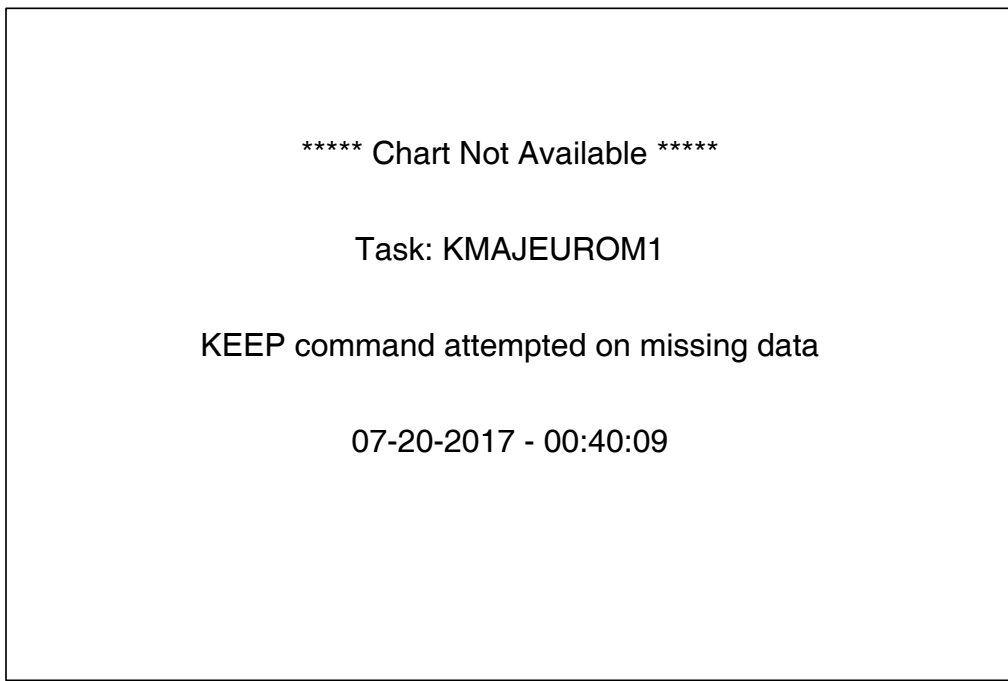 ***** Chart Not Available *****
Task: KMAJEUROM1
KEEP command attempted on missing data
07-20-2017 - 00:40:09